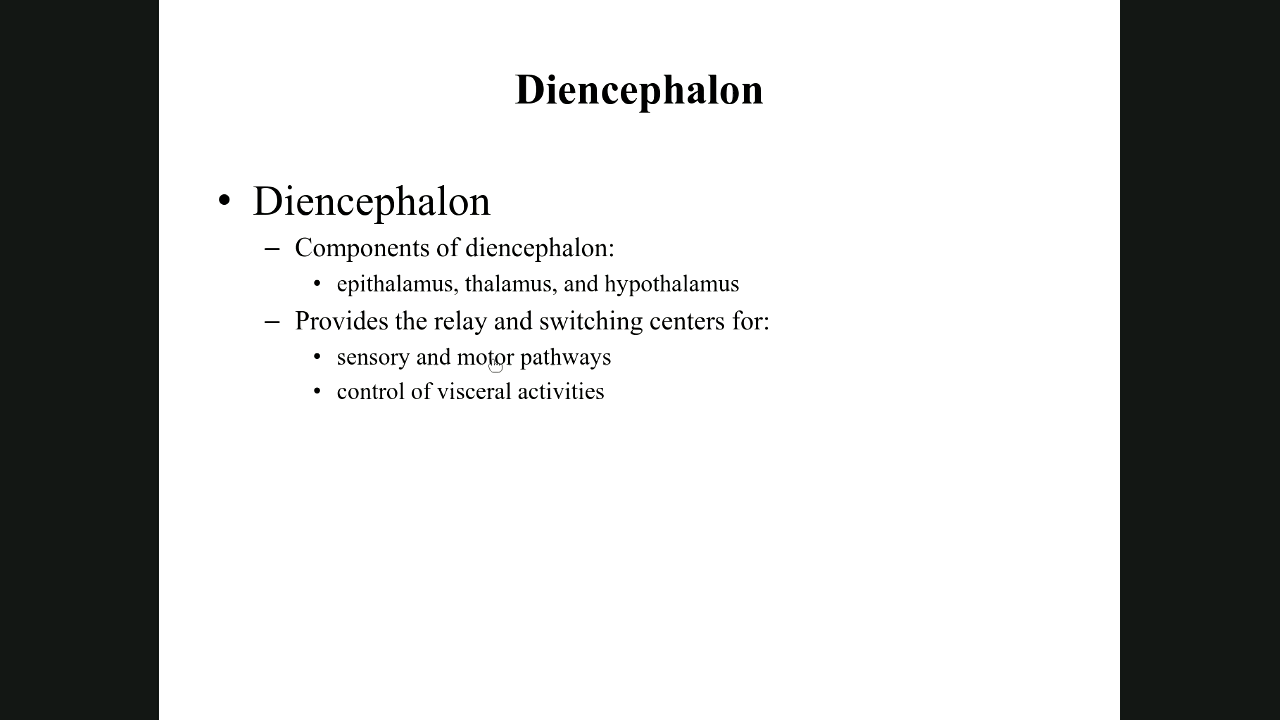 Diencephalon
• Diencephalon
– Components of diencephalon:
• epithalamus, thalamus, and hypothalamus
– Provides the relay and switching centers for:
• sensory and motor pathways
• control of visceral activities